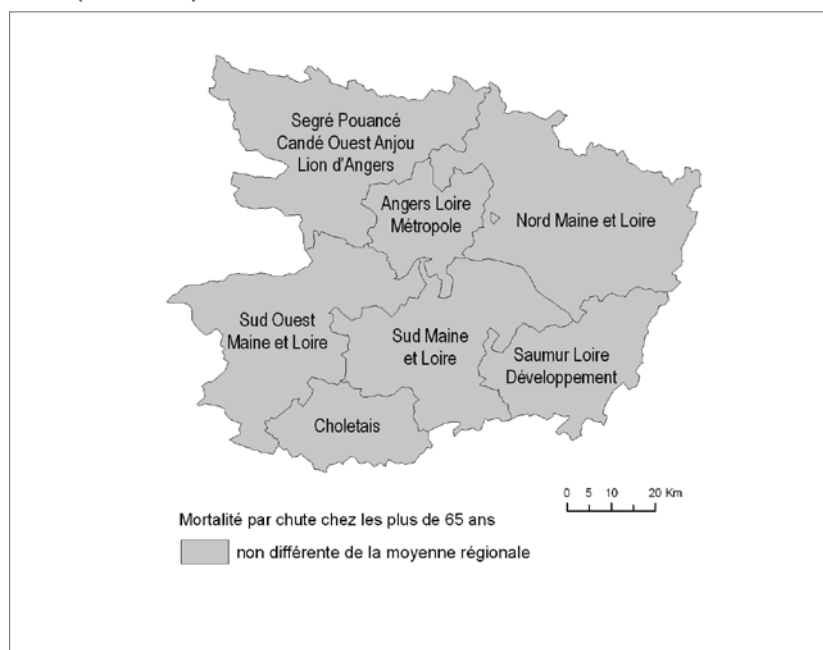 Segré Pouancé
Candé Ouest Anjou
Lion d'Angers
Angers Loire
Métropole
Nord Maine et Loire
Sud Ouest
Maine et Loire
Sud Maine
et Loire
Saumur Loire
Développement
Choletais
0 5 10 20 Km
Mortalité par chute chez les plus de 65 ans
non différente de la moyenne régionale